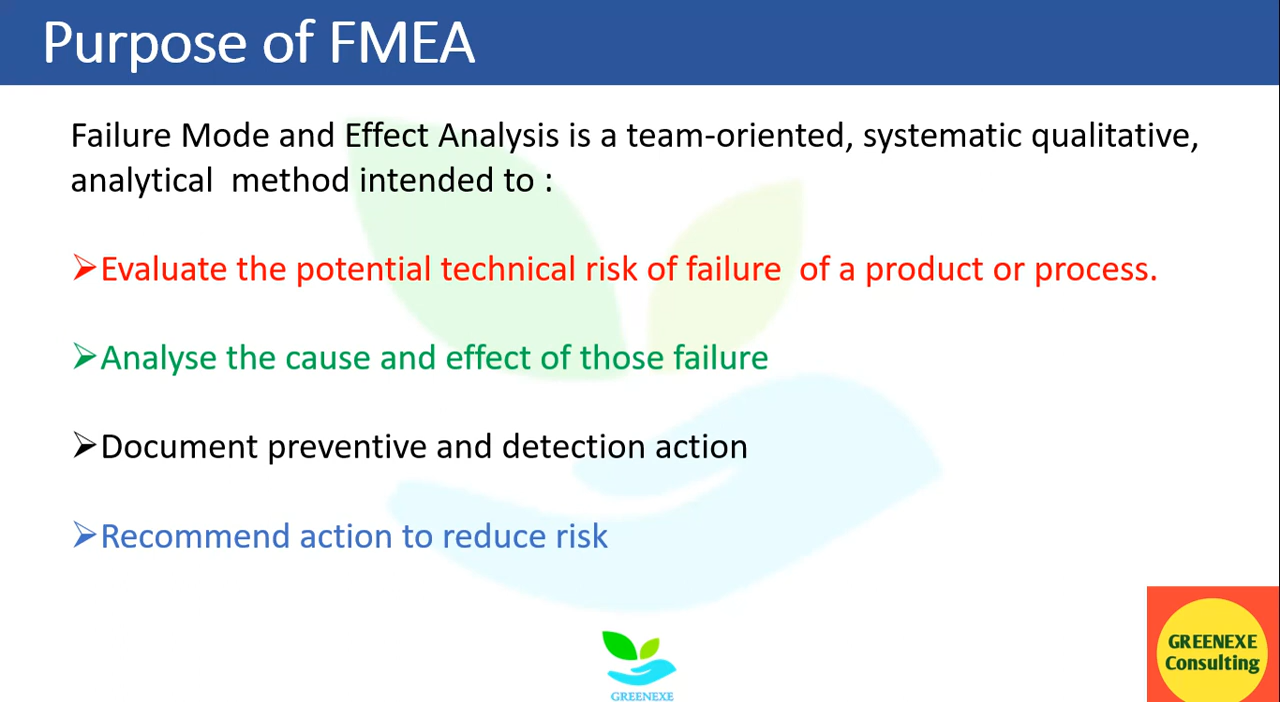 Purpose of FMEA
Failure Mode and Effect Analysis is a team-oriented, systematic qualitative,
analytical  method intended to :
➢Evaluate the potential technical risk of failure  of a product or process.
➢Analyse the cause and effect of those failure
➢Document preventive and detection action
➢Recommend action to reduce risk
GREENEXE
GREENEXE
Consulting